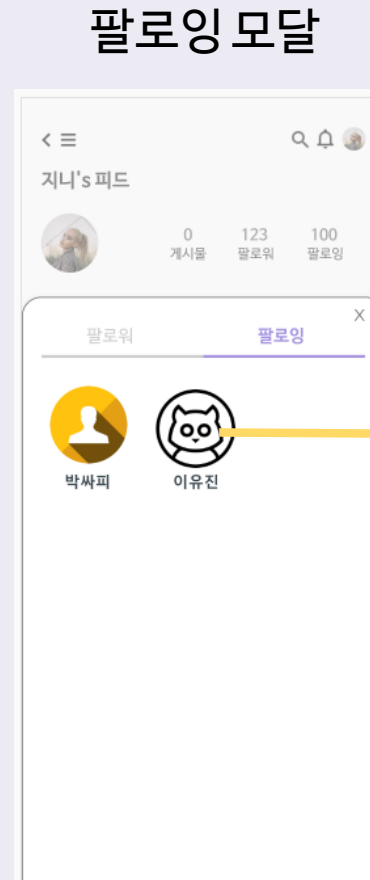 팔로잉 모달
지니's 피드
0 123 100
게시물 팔로워 팔로잉
X
팔로워 팔로잉
박싸피 이유진